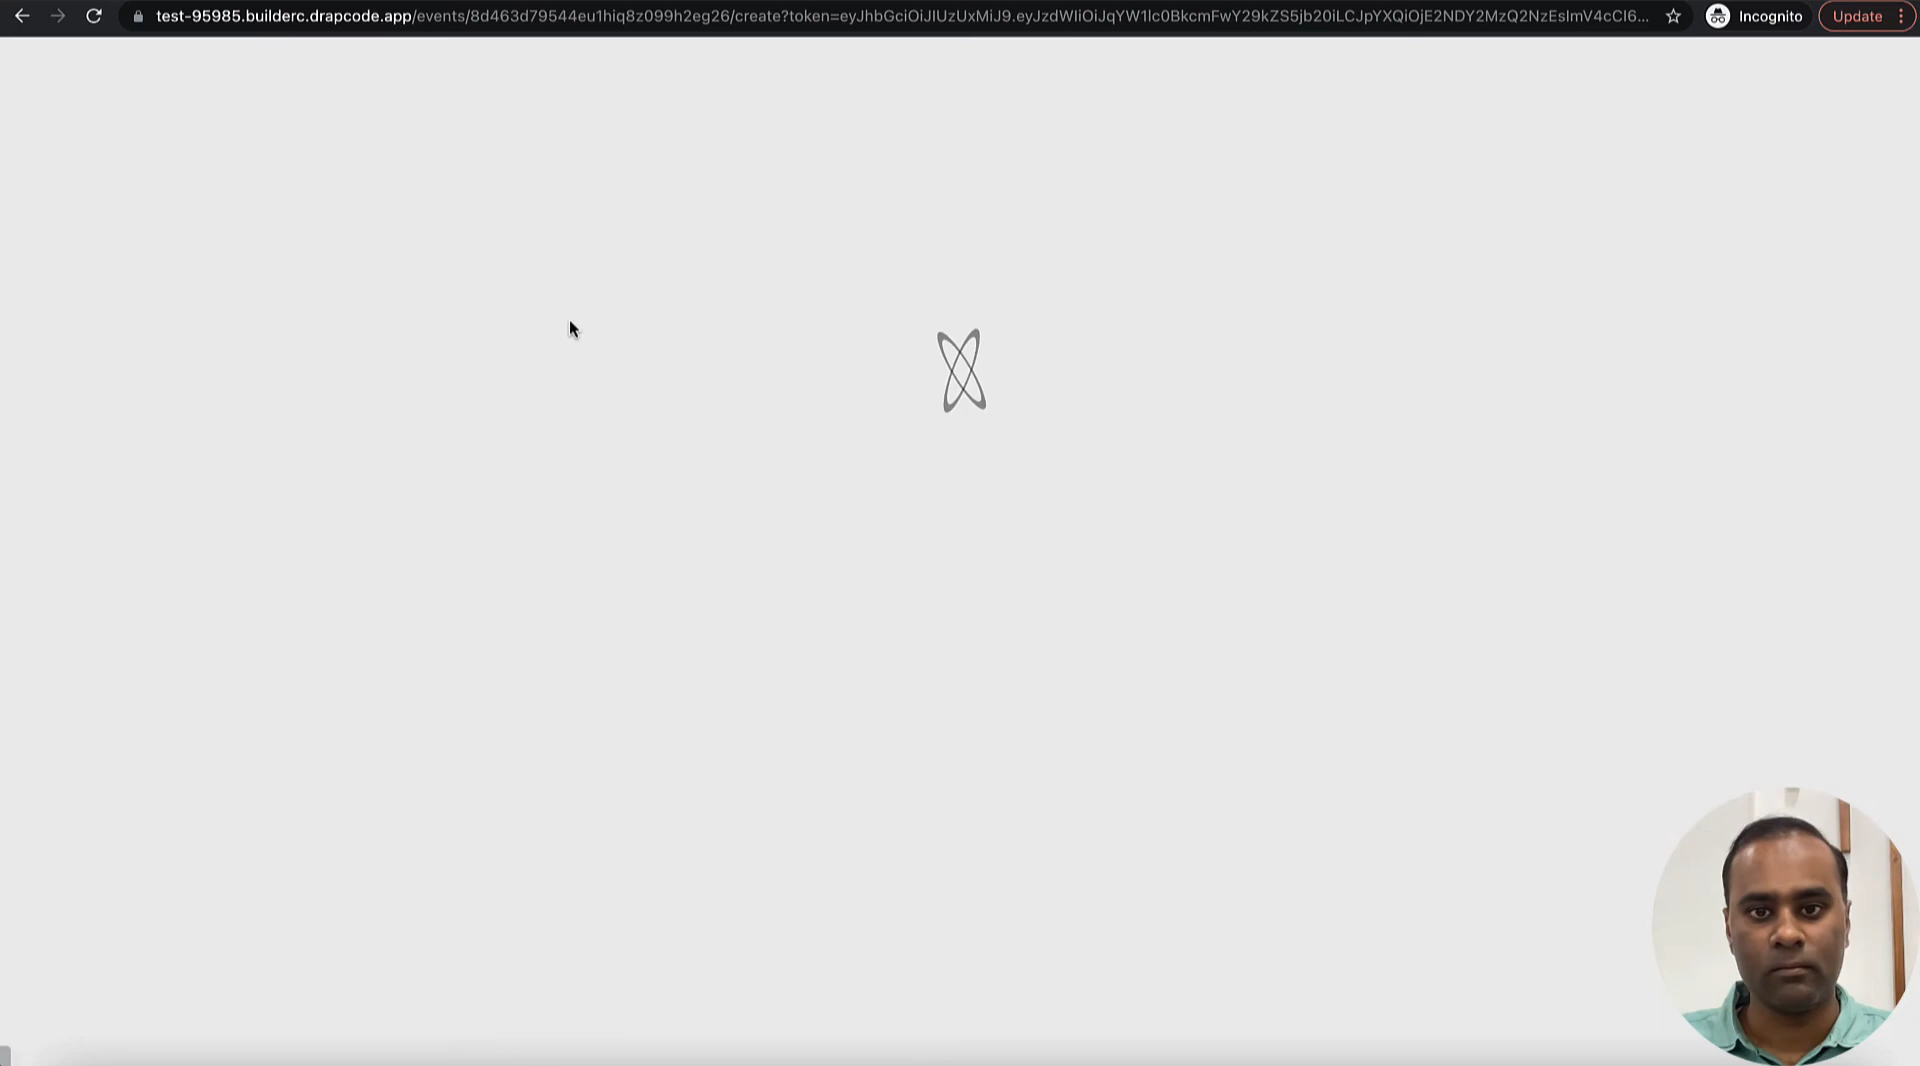 test-95985.builderc.drapcode.app/events/8d463d79544eu1hiq8z099h2eg26/create?token=eyJhbGciOiJIUzUxMiJ9.eyJzdWIiOiJqYW1lc0BkcmFwY29kZS5jb20iLCJpYXQiOjE2NDY2MzQ2NzEsImV4cCI6... Incognito Update